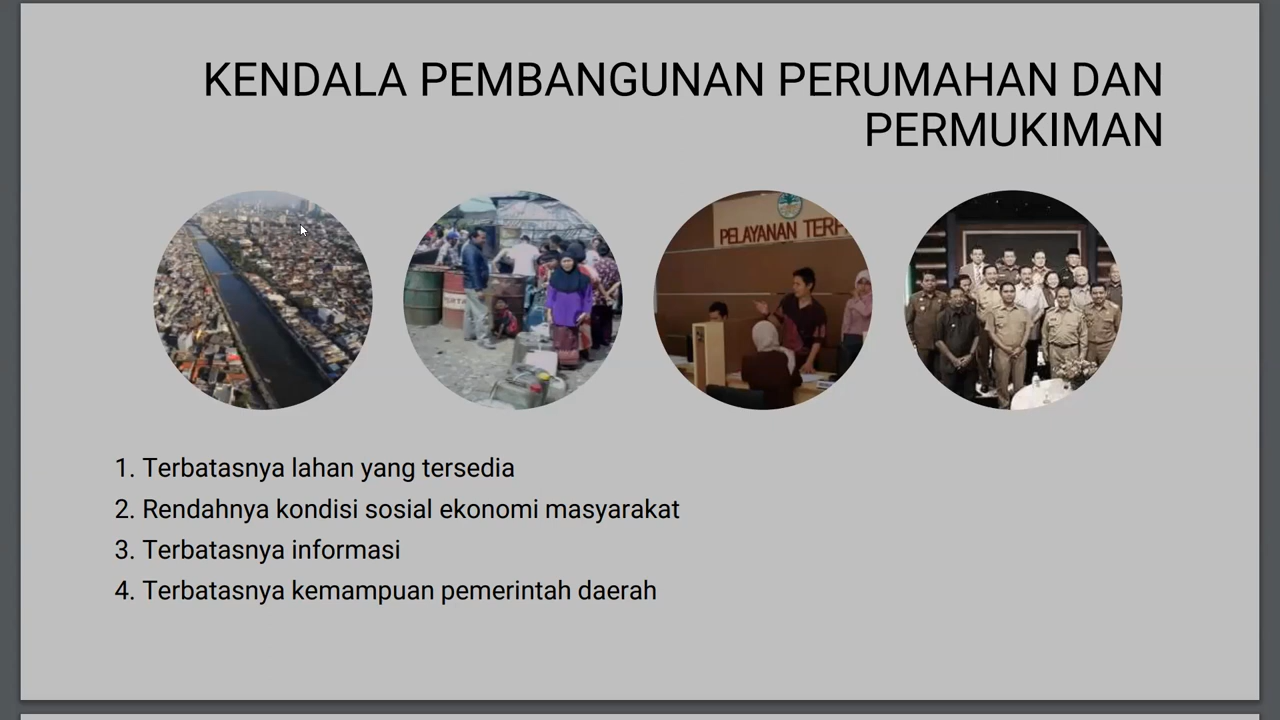 KENDALA PEMBANGUNAN PERUMAHAN DAN
PERMUKIMAN
PELAYANAN TERP
1. Terbatasnya lahan yang tersedia
2. Rendahnya kondisi sosial ekonomi masyarakat
3. Terbatasnya informasi
4. Terbatasnya kemampuan pemerintah daerah